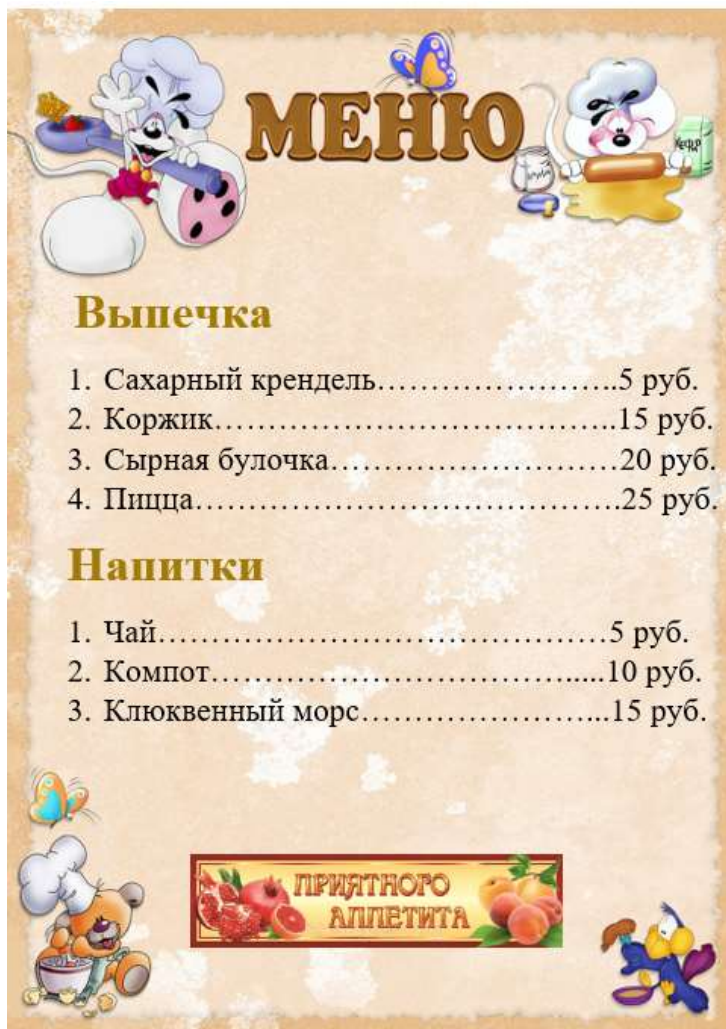 МЕНЮ
Кефир
Выпечка
1. Сахарный крендель…………………..5 руб.
2. Коржик………………………………..15 руб.
3. Сырная булочка………………………20 руб.
4. Пицца………………………………….25 руб.
Напитки
1. Чай……………………………………5 руб.
2. Компот…………………………….....10 руб.
3. Клюквенный морс…………………...15 руб.
ПРИЯТНОГО
АППЕТИТА